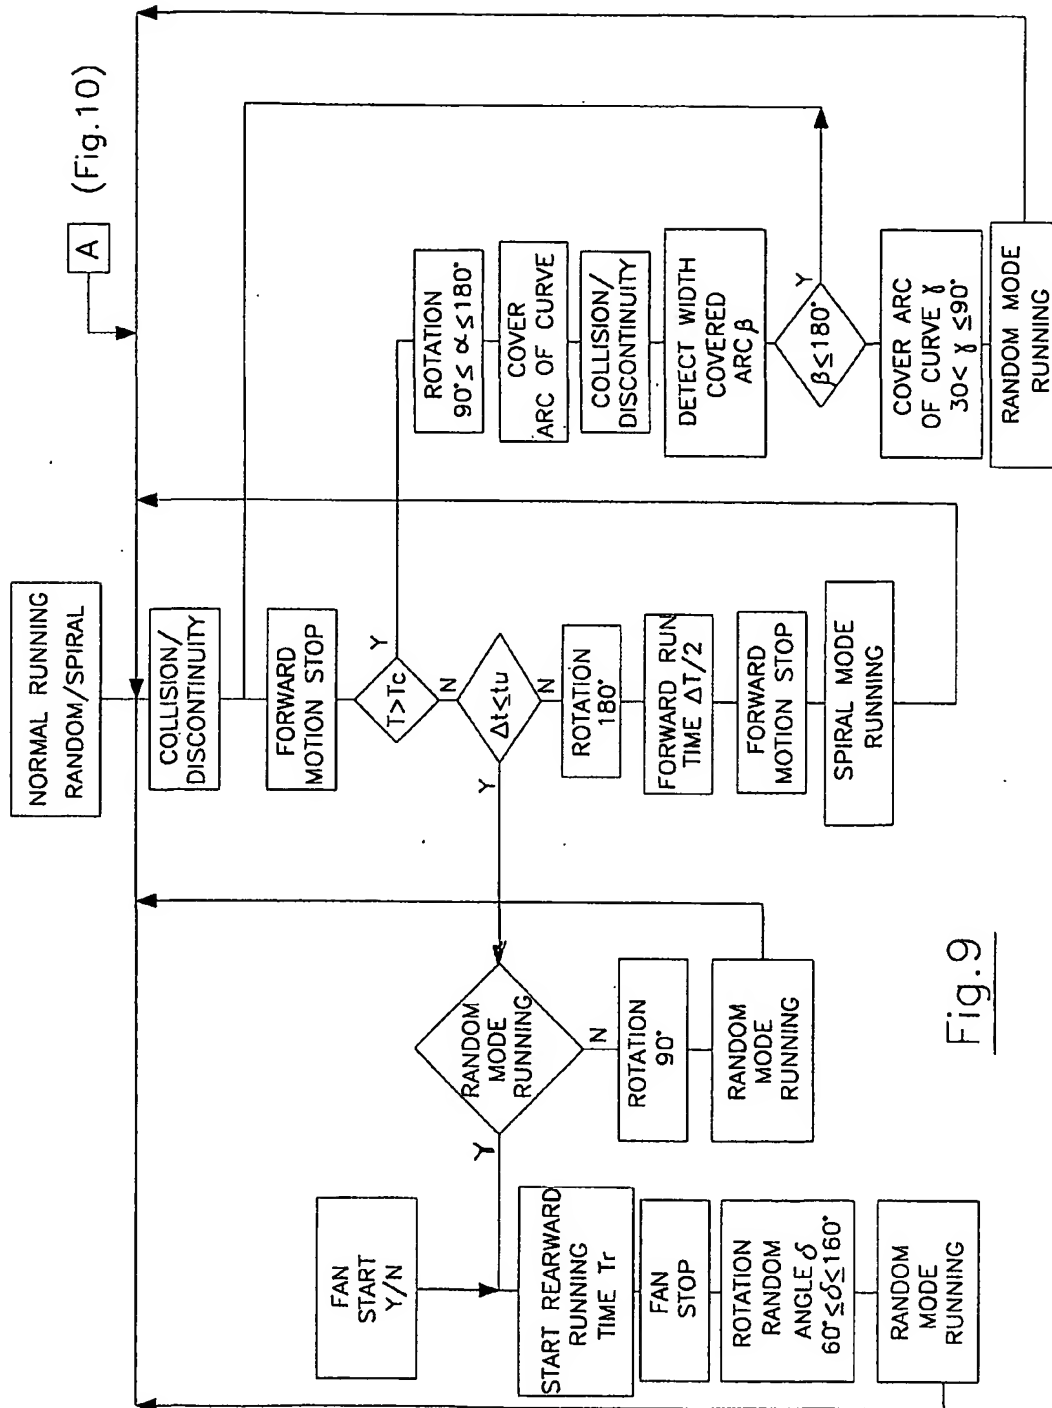 NORMAL RUNNING
RANDOM/SPIRAL
A
(Fig.10)
COLLISION/
DISCONTINUITY
FORWARD
MOTION STOP
T>Tc
Y
N
Δt≤tu
Y
N
ROTATION
180°
FORWARD RUN
TIME ΔT/2
FORWARD
MOTION STOP
SPIRAL MODE
RUNNING
ROTATION
90°≤ α ≤180°
COVER
ARC OF CURVE
COLLISION/
DISCONTINUITY
DETECT WIDTH
COVERED
ARC β
β≤180°
Y
COVER ARC
OF CURVE γ
30< γ ≤90°
RANDOM MODE
RUNNING
RANDOM
MODE
RUNNING
Y
N
ROTATION
90°
RANDOM
MODE
RUNNING
FAN
START
Y/N
START REARWARD
RUNNING
TIME Tr
FAN
STOP
ROTATION
RANDOM
ANGLE δ
60°≤δ≤160°
RANDOM
MODE
RUNNING
Fig.9